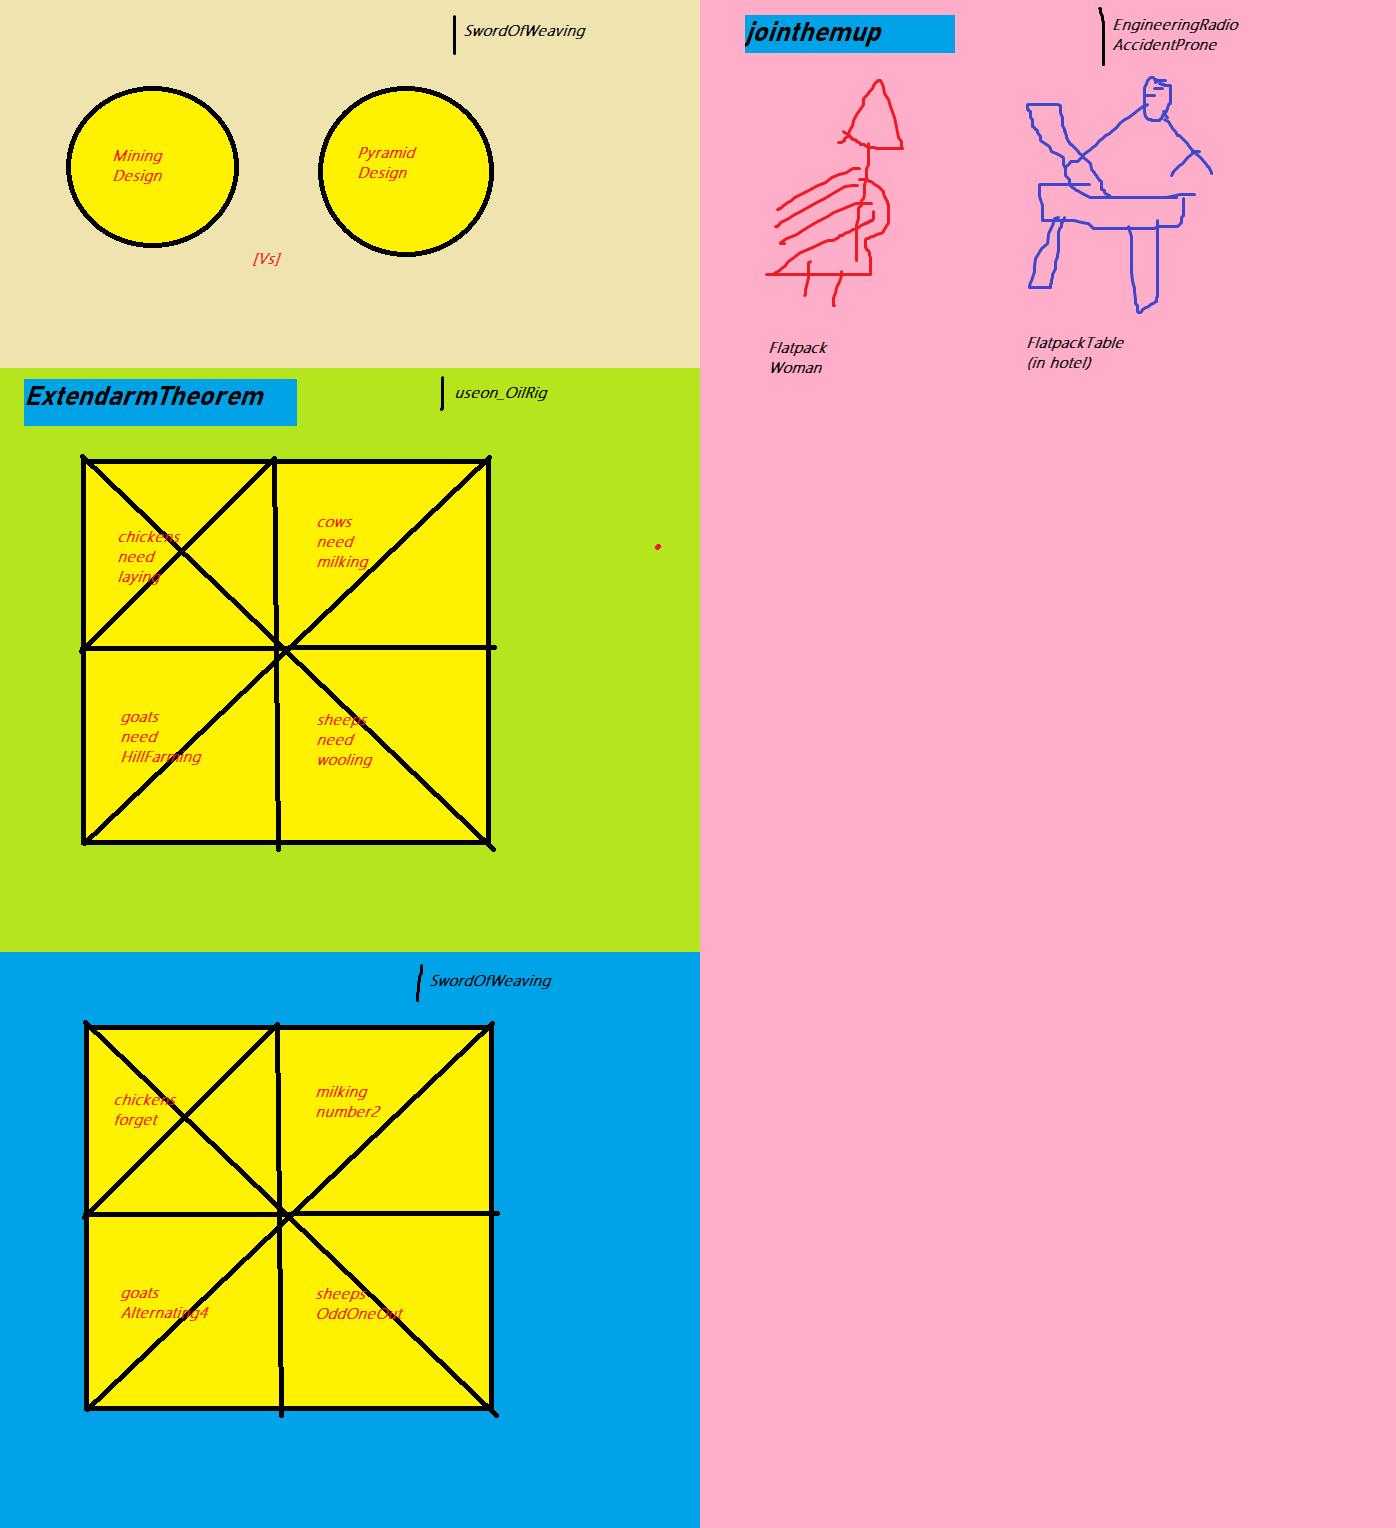 SwordOfWeaving
Mining
Design
Pyramid
Design
[Vs]
ExtendarmTheorem
useon_OilRig
chickens
need
laying
cows
need
milking
goats
need
HillFarming
sheeps
need
wooling
SwordOfWeaving
chickens
forget
milking
number2
goats
Alternating4
sheeps
OddOneOut
jointhemup
EngineeringRadio
AccidentProne
Flatpack
Woman
FlatpackTable
(in hotel)